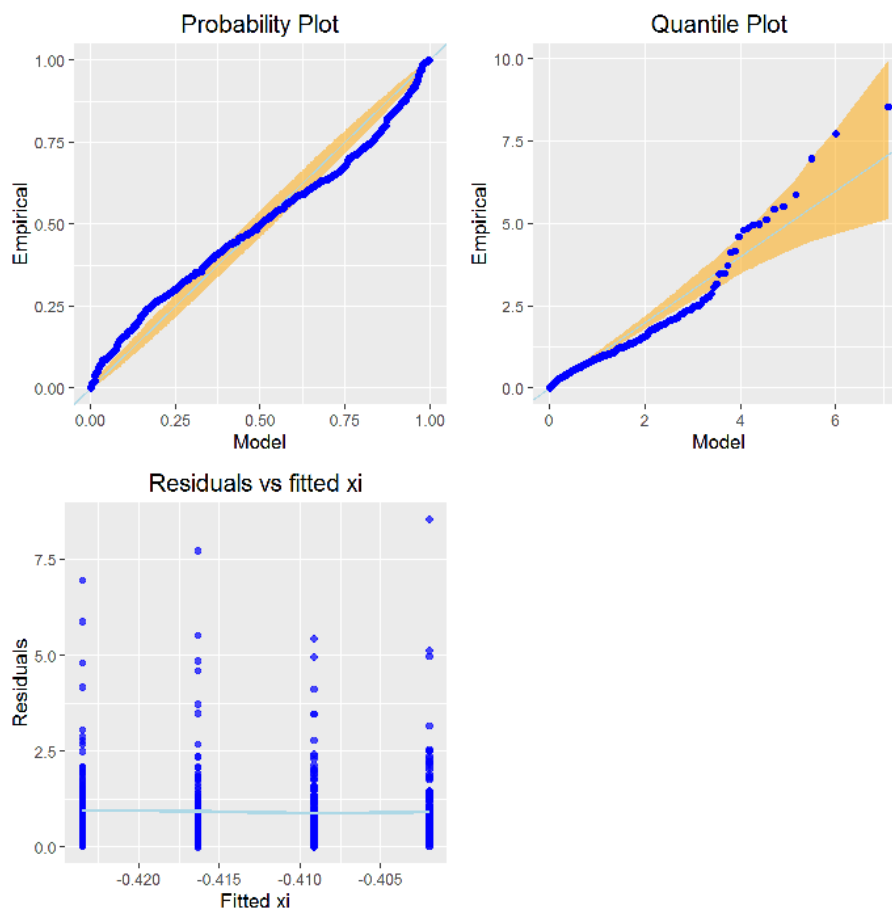 Probability Plot
1.00
0.75
0.50
0.25
0.00
Empirical
0.00 0.25 0.50 0.75 1.00
Model
Quantile Plot
10.0
7.5
5.0
2.5
0.0
Empirical
0 2 4 6
Model
Residuals vs fitted xi
7.5
5.0
2.5
0.0
Residuals
-0.420 -0.415 -0.410 -0.405
Fitted xi